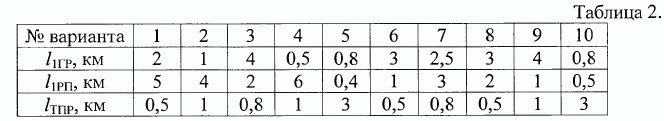 Таблица 2.
№ варианта 1 2 3 4 5 6 7 8 9 10
l1ГР, км 2 1 4 0,5 0,8 3 2,5 3 4 0,8
l1РП, км 5 4 2 6 0,4 1 3 2 1 0,5
lТПР, км 0,5 1 0,8 1 3 0,5 0,8 0,5 1 3